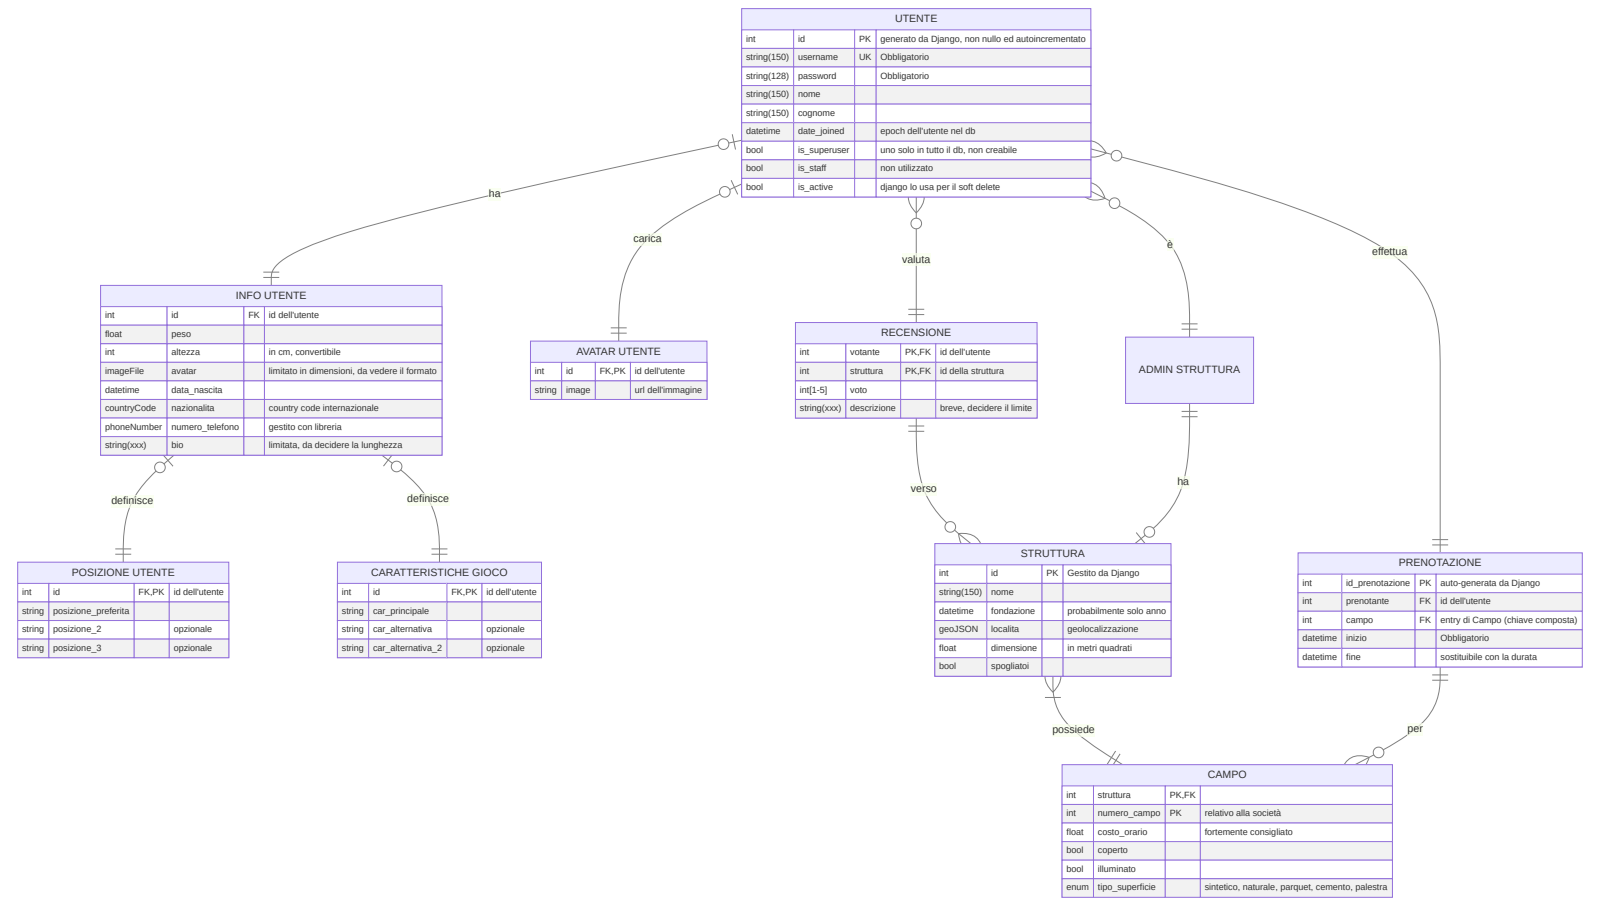 UTENTE
int id PK generato da Django, non nullo ed autoincrementato
string(150) username UK Obbligatorio
string(128) password Obbligatorio
string(150) nome
string(150) cognome
datetime date_joined epoch dell'utente nel db
bool is_superuser uno solo in tutto il db, non creabile
bool is_staff non utilizzato
bool is_active django lo usa per il soft delete
ha
carica
valuta
è
effettua
INFO UTENTE
int id FK id dell'utente
float peso
int altezza in cm, convertibile
imageFile avatar limitato in dimensioni, da vedere il formato
datetime data_nascita
countryCode nazionalita country code internazionale
phoneNumber numero_telefono gestito con libreria
string(xxx) bio limitata, da decidere la lunghezza
AVATAR UTENTE
int id FK,PK id dell'utente
string image url dell'immagine
RECENSIONE
int votante PK,FK id dell'utente
int struttura PK,FK id della struttura
int[1-5] voto
string(xxx) descrizione breve, decidere il limite
ADMIN STRUTTURA
definisce
definisce
verso
ha
POSIZIONE UTENTE
int id FK,PK id dell'utente
string posizione_preferita
string posizione_2 opzionale
string posizione_3 opzionale
CARATTERISTICHE GIOCO
int id FK,PK id dell'utente
string car_principale
string car_alternativa opzionale
string car_alternativa_2 opzionale
STRUTTURA
int id PK Gestito da Django
string(150) nome
datetime fondazione probabilmente solo anno
geoJSON localita geolocalizzazione
float dimensione in metri quadrati
bool spogliatoi
PRENOTAZIONE
int id_prenotazione PK auto-generata da Django
int prenotante FK id dell'utente
int campo FK entry di Campo (chiave composta)
datetime inizio Obbligatorio
datetime fine sostituibile con la durata
possiede
per
CAMPO
int struttura PK,FK
int numero_campo PK relativo alla società
float costo_orario fortemente consigliato
bool coperto
bool illuminato
enum tipo_superficie sintetico, naturale, parquet, cemento, palestra